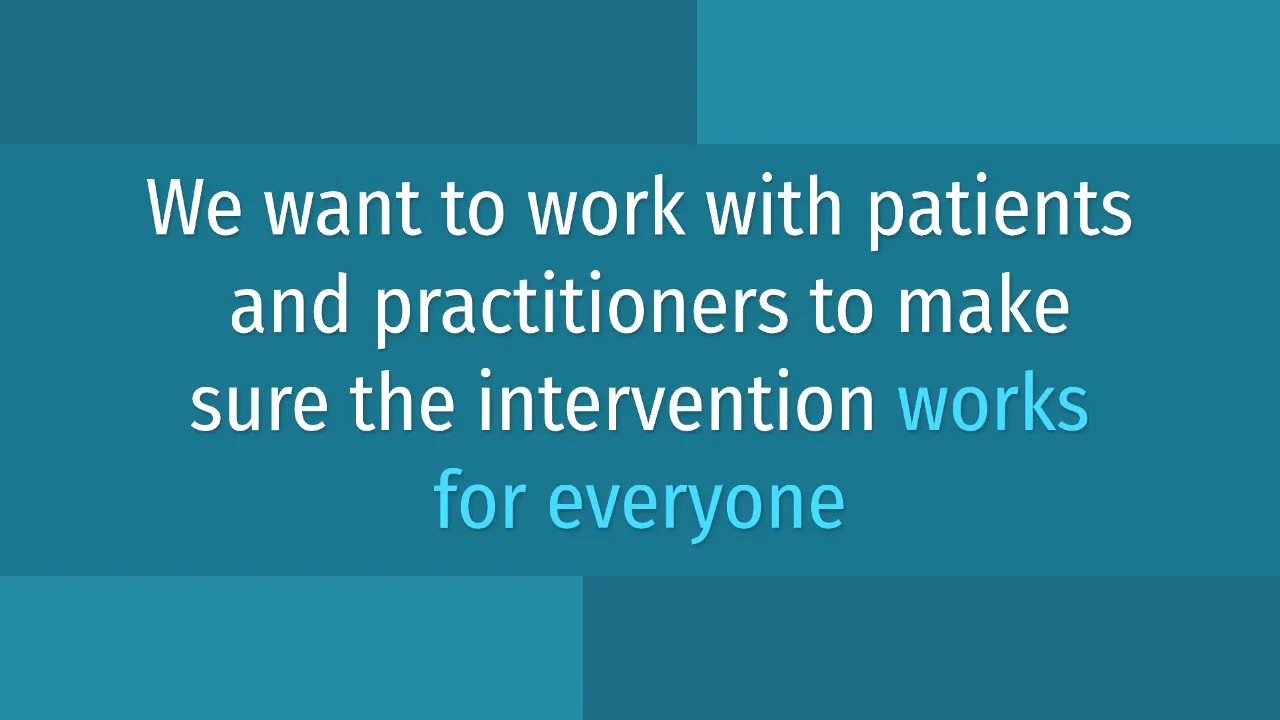 We want to work with patients
and practitioners to make
sure the intervention works
for everyone